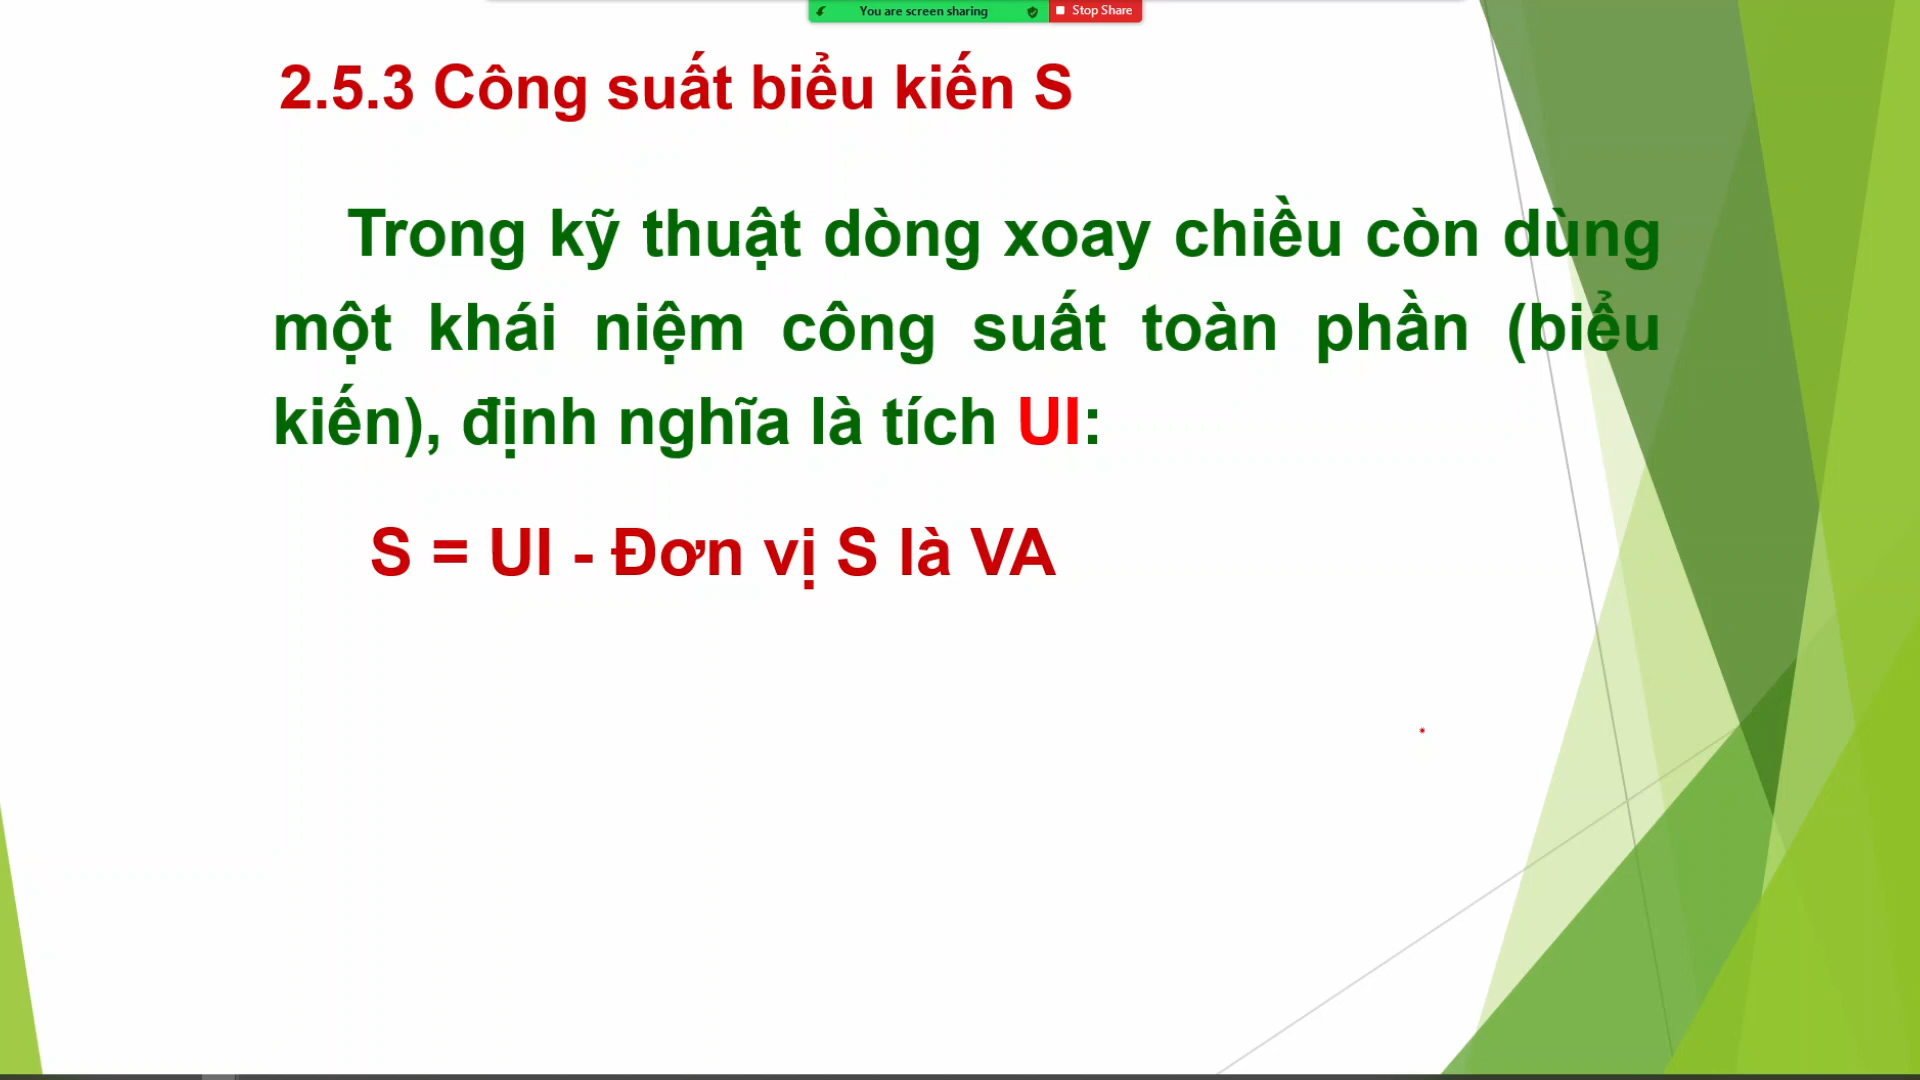 You are screen sharing
Stop Share
2.5.3 Công suất biểu kiến S
Trong kỹ thuật dòng xoay chiều còn dùng
một khái niệm công suất toàn phần (biểu
kiến), định nghĩa là tích UI:
S = UI - Đơn vị S là VA